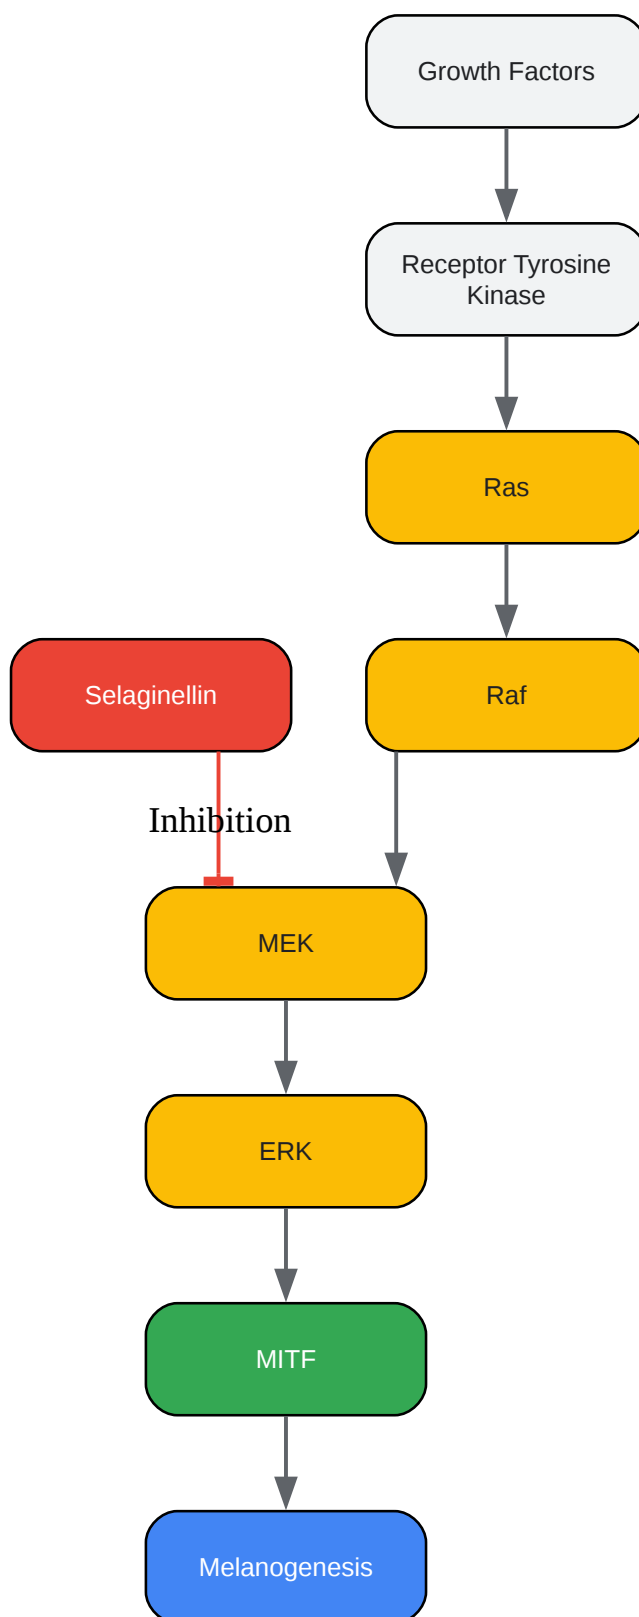 Growth Factors
Receptor Tyrosine
Kinase
Ras
Selaginellin
Raf
Inhibition
MEK
ERK
MITF
Melanogenesis